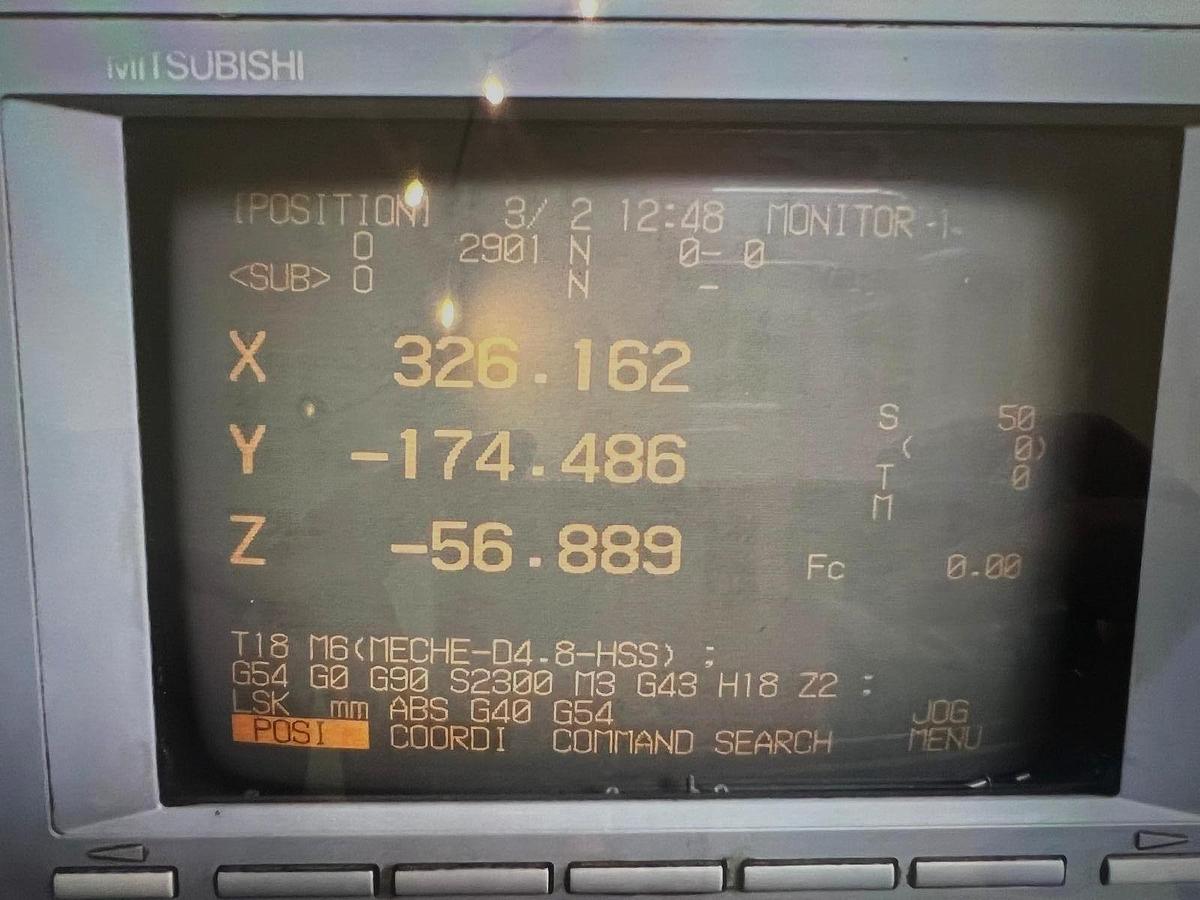 MITSUBISHI
[POSITION] 3/ 2 12:48 MONITOR -1.
O 2901 N 0- 0
<SUB> O N -
X 326.162
Y -174.486
S 50
( 0)
T 0
M
Z -56.889
Fc 0.00
T18 M6(MECHE-D4.8-HSS) ;
G54 G0 G90 S2300 M3 G43 H18 Z2 ;
LSK mm ABS G40 G54 JOG
POSI COORDI COMMAND SEARCH MENU